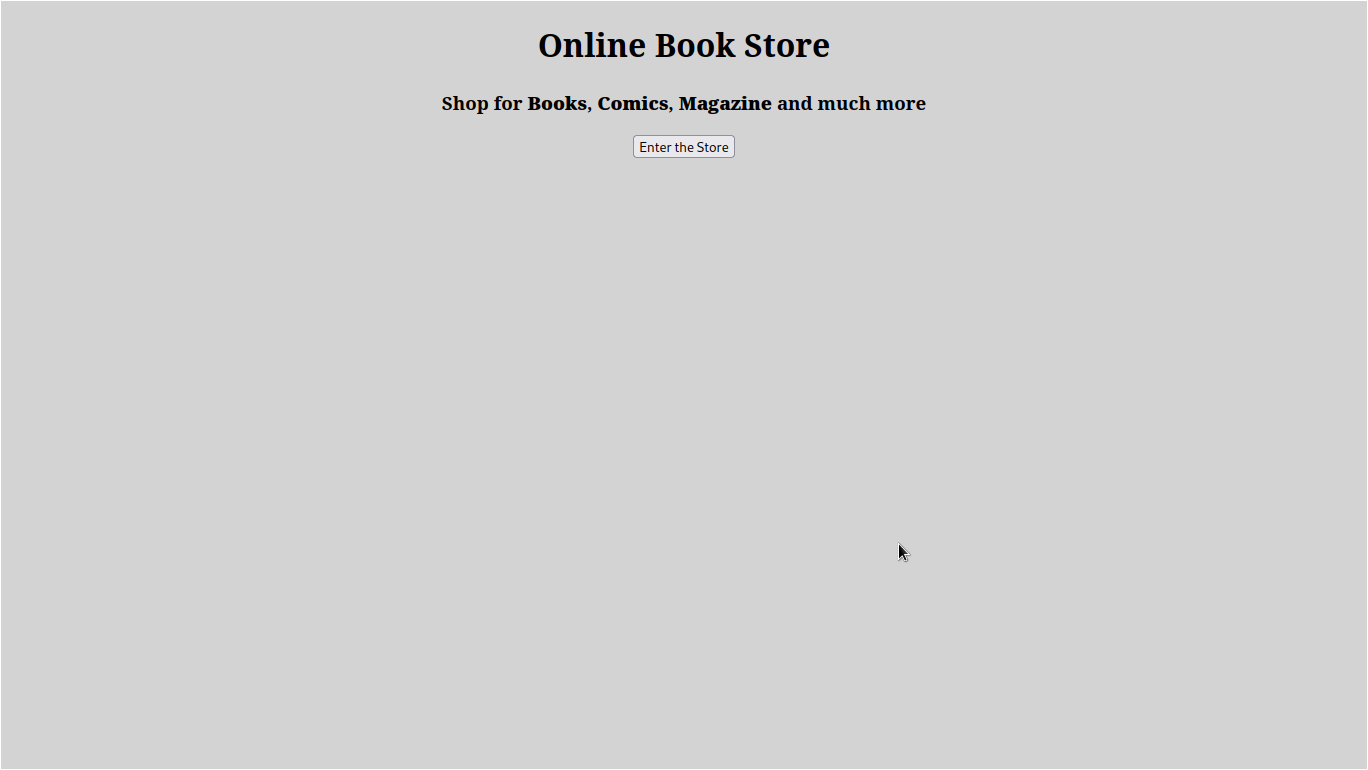 Online Book Store
Shop for Books, Comics, Magazine and much more
Enter the Store